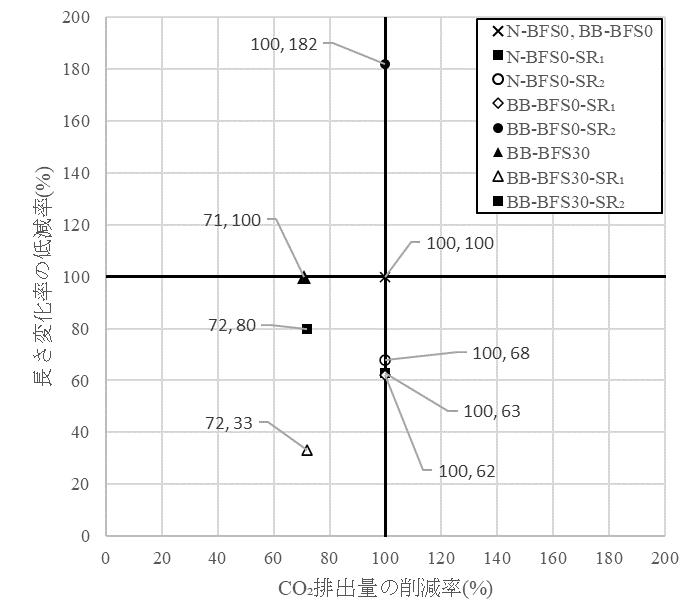 200
180
160
140
120
100
80
60
40
20
0
長さ変化率の低減率(%)
100, 182
71, 100
100, 100
72, 80
100, 68
100, 63
72, 33
100, 62
N-BFS0, BB-BFS0
N-BFS0-SR₁
N-BFS0-SR₂
BB-BFS0-SR₁
BB-BFS0-SR₂
BB-BFS30
BB-BFS30-SR₁
BB-BFS30-SR₂
0 20 40 60 80 100 120 140 160 180 200
CO₂排出量の削減率(%)